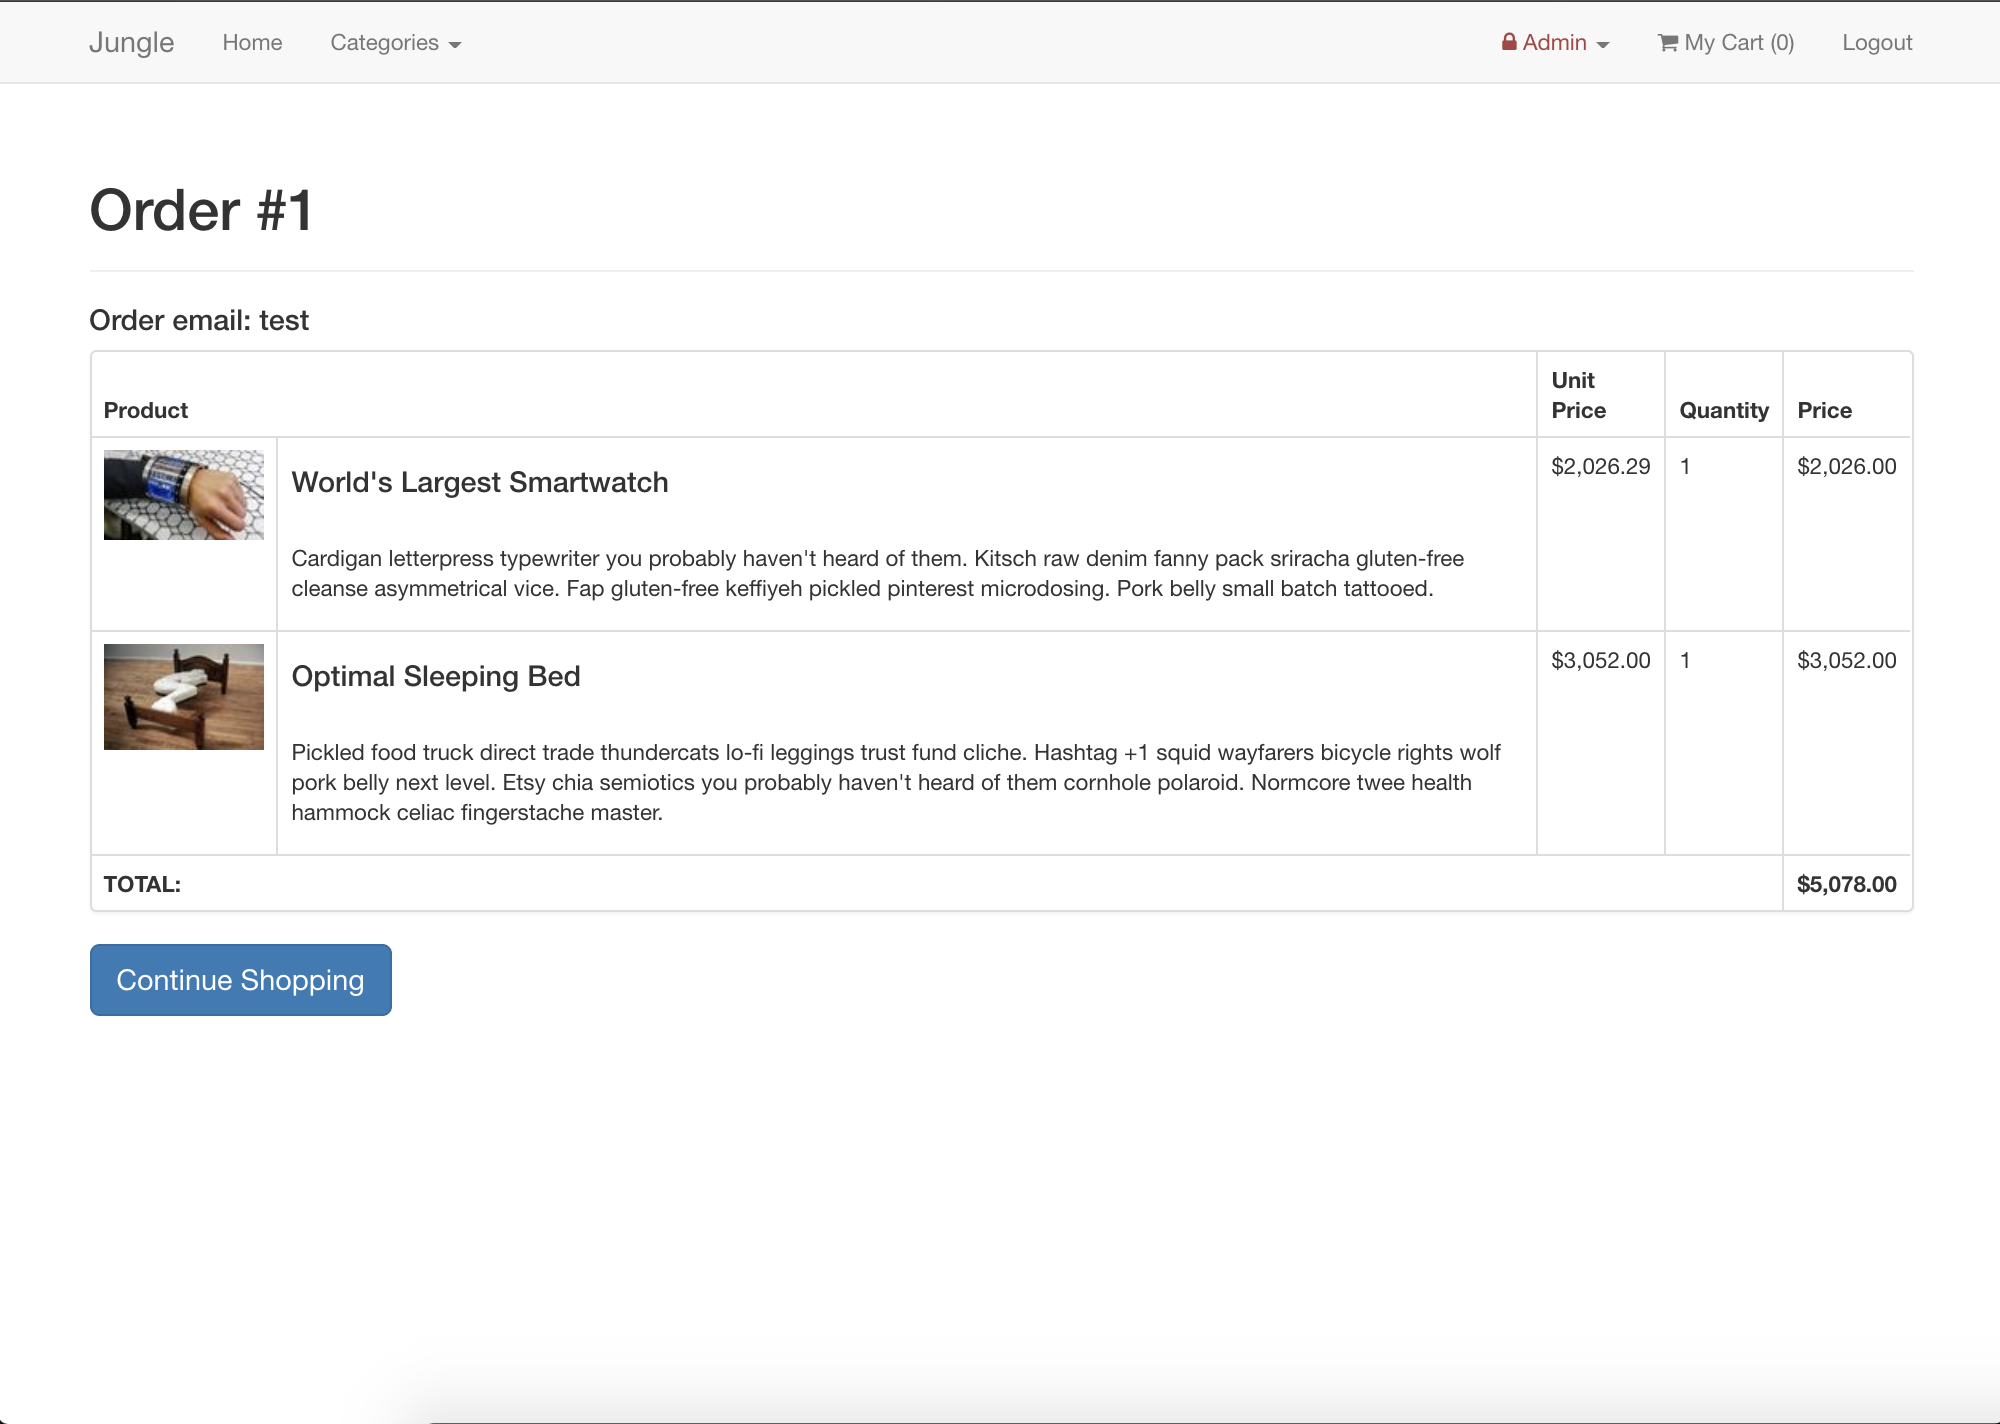 Jungle Home Categories Admin My Cart (0) Logout
Order #1
Order email: test
Product Unit Price Quantity Price
World's Largest Smartwatch $2,026.29 1 $2,026.00
Cardigan letterpress typewriter you probably haven't heard of them. Kitsch raw denim fanny pack sriracha gluten-free
cleanse asymmetrical vice. Fap gluten-free keffiyeh pickled pinterest microdosing. Pork belly small batch tattooed.
Optimal Sleeping Bed $3,052.00 1 $3,052.00
Pickled food truck direct trade thundercats lo-fi leggings trust fund cliche. Hashtag +1 squid wayfarers bicycle rights wolf
pork belly next level. Etsy chia semiotics you probably haven't heard of them cornhole polaroid. Normcore twee health
hammock celiac fingerstache master.
TOTAL: $5,078.00
Continue Shopping